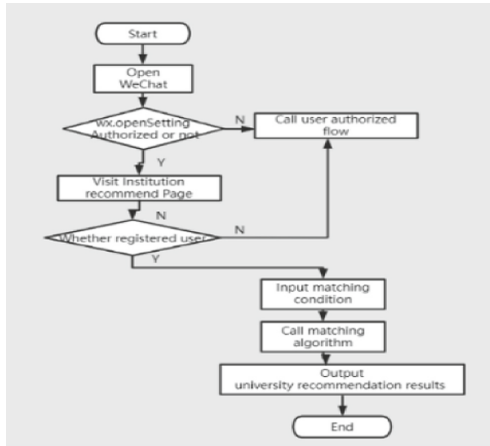 Start
Open
WeChat
wx.openSetting
Authorized or not
N
Call user authorized
flow
Y
Visit Institution
recommend Page
N
Whether registered user
N
Y
Input matching
condition
Call matching
algorithm
Output
university recommendation results
End